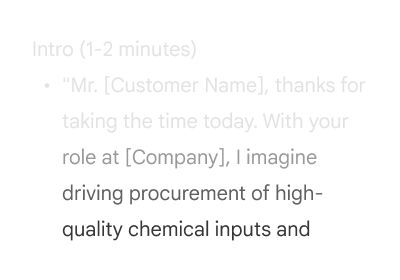 Intro (1-2 minutes)
• "Mr. [Customer Name], thanks for
taking the time today. With your
role at [Company], I imagine
driving procurement of high-
quality chemical inputs and